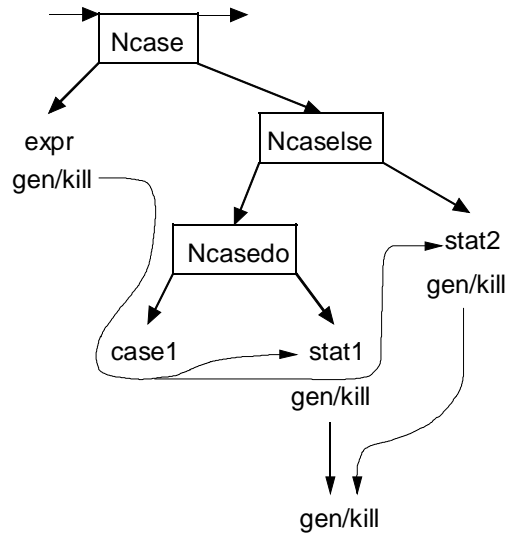 Ncase
expr
gen/kill
Ncaselse
Ncasedo
stat2
gen/kill
case1
stat1
gen/kill
gen/kill